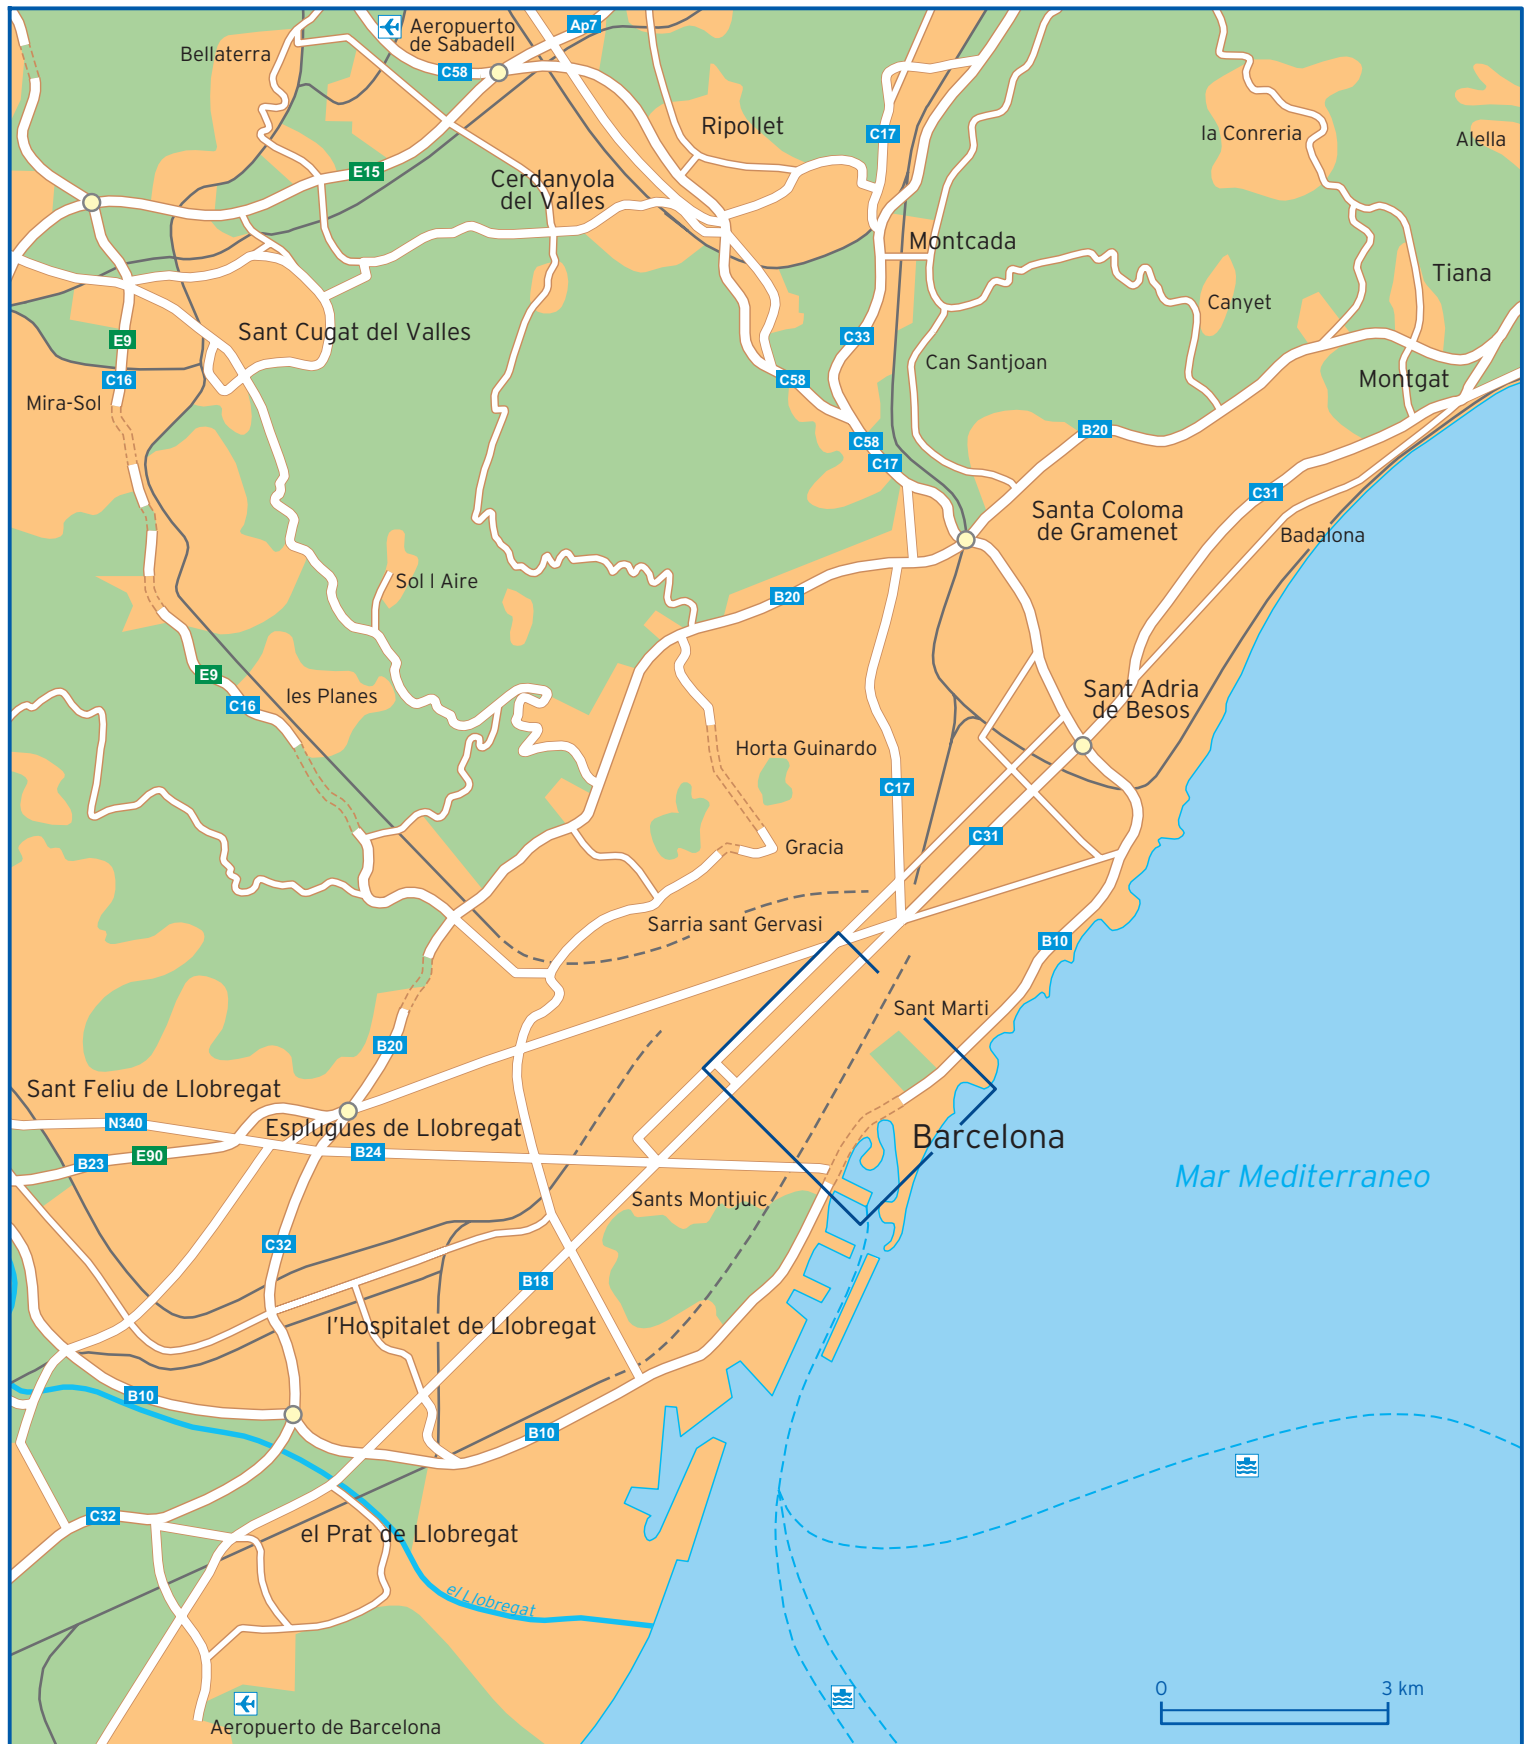 Aeropuerto
de Sabadell
Ap7
Bellaterra
C58
Ripollet
C17
la Conreria
Alella
E15
Cerdanyola
del Valles
Montcada
Tiana
Canyet
Sant Cugat del Valles
E9
C33
Can Santjoan
C16
C58
Montgat
Mira-Sol
B20
C58
C17
C31
Santa Coloma
de Gramenet
Badalona
Sol l Aire
B20
E9
les Planes
C16
Sant Adria
de Besos
Horta Guinardo
C17
C31
Gracia
Sarria sant Gervasi
B10
Sant Marti
B20
Sant Feliu de Llobregat
N340
Esplugues de Llobregat
Barcelona
B23
E90
B24
Mar Mediterraneo
Sants Montjuic
C32
B18
l'Hospitalet de Llobregat
B10
B10
C32
el Prat de Llobregat
el Llobregat
0
3 km
Aeropuerto de Barcelona